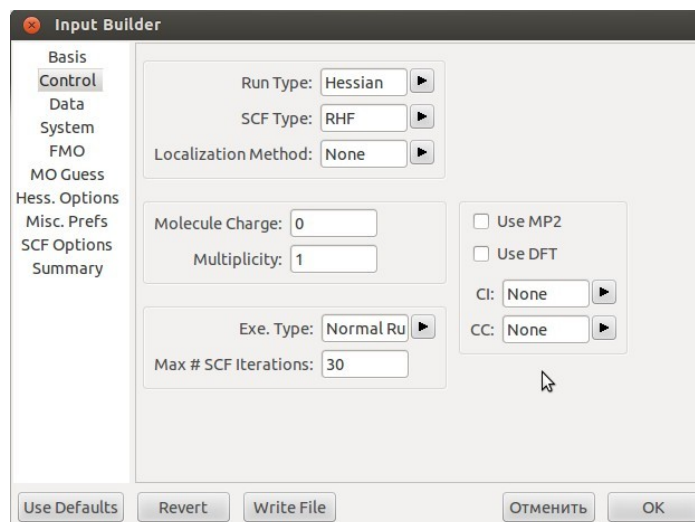 Input Builder
Basis
Control
Data
System
FMO
MO Guess
Hess. Options
Misc. Prefs
SCF Options
Summary
Run Type: Hessian
SCF Type: RHF
Localization Method: None
Molecule Charge: 0
Multiplicity: 1
Use MP2
Use DFT
CI: None
CC: None
Exe. Type: Normal Ru
Max # SCF Iterations: 30
Use Defaults Revert Write File Отменить OK